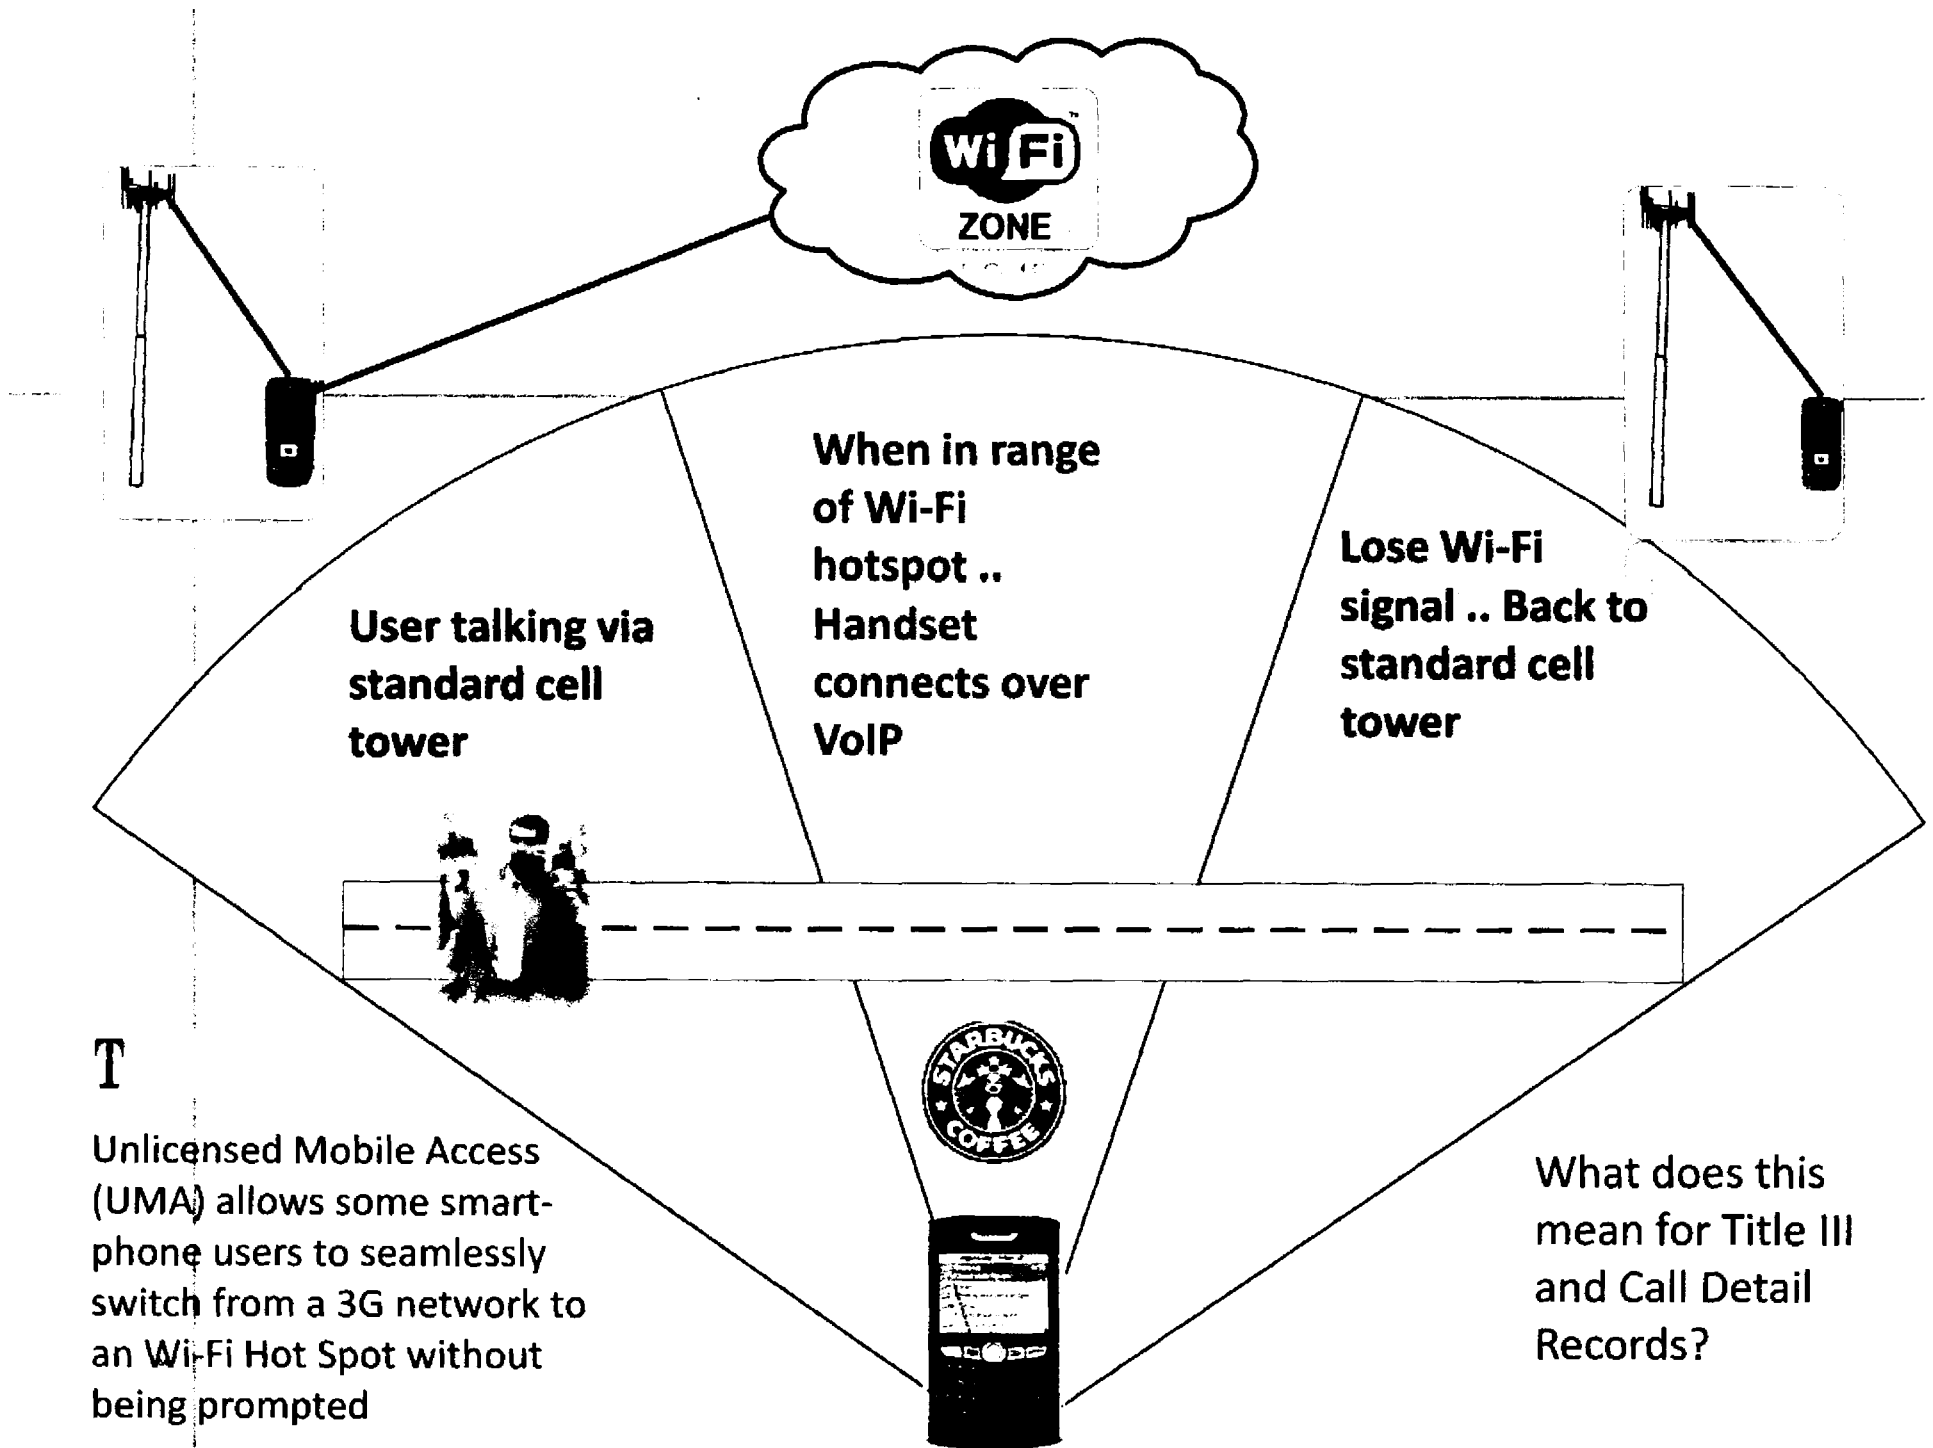 Wi Fi
ZONE
When in range
of Wi-Fi
hotspot ..
Handset
connects over
VoIP
Lose Wi-Fi
signal .. Back to
standard cell
tower
User talking via
standard cell
tower
STARBUCKS
COFFEE
T
Unlicensed Mobile Access
(UMA) allows some smart-
phone users to seamlessly
switch from a 3G network to
an Wi-Fi Hot Spot without
being prompted
What does this
mean for Title III
and Call Detail
Records?